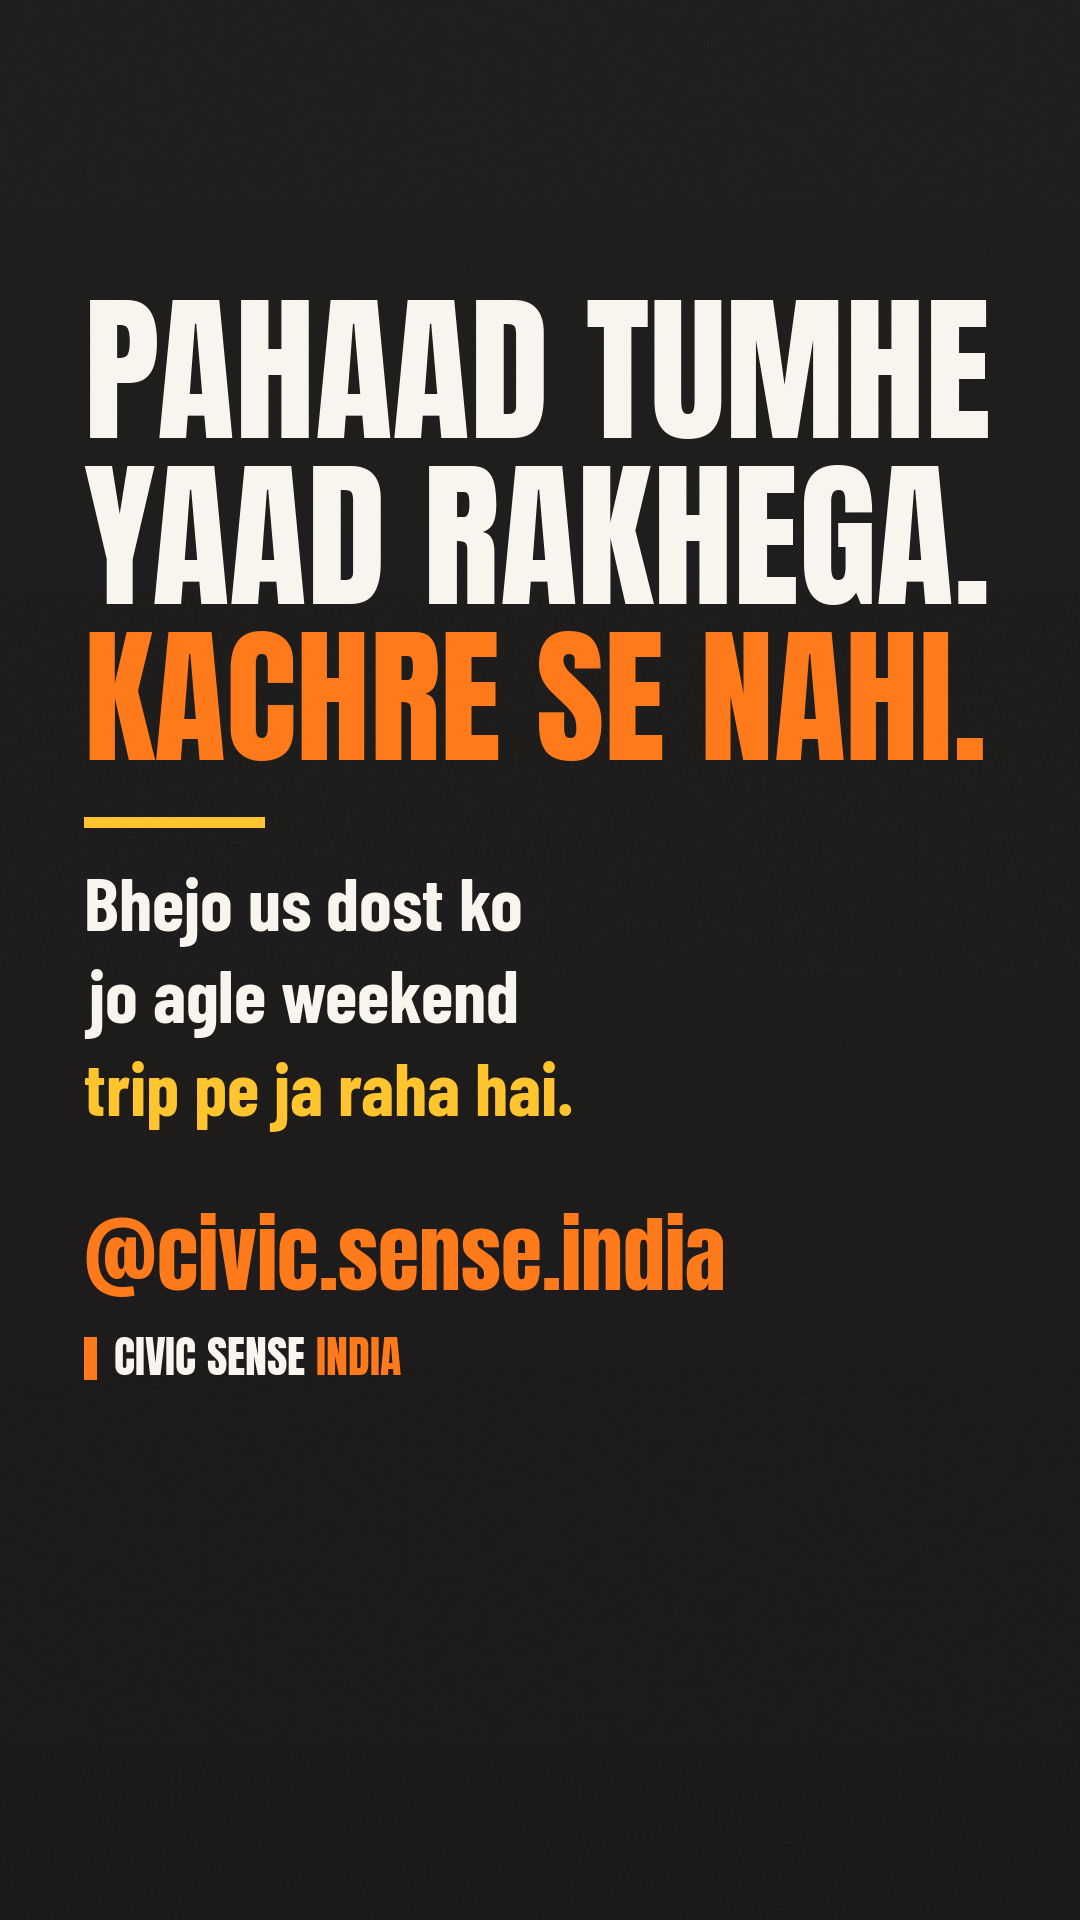 PAHAAD TUMHE
YAAD RAKHEGA.
KACHRE SE NAHI.
Bhejo us dost ko
jo agle weekend
trip pe ja raha hai.
@civic.sense.india
CIVIC SENSE INDIA